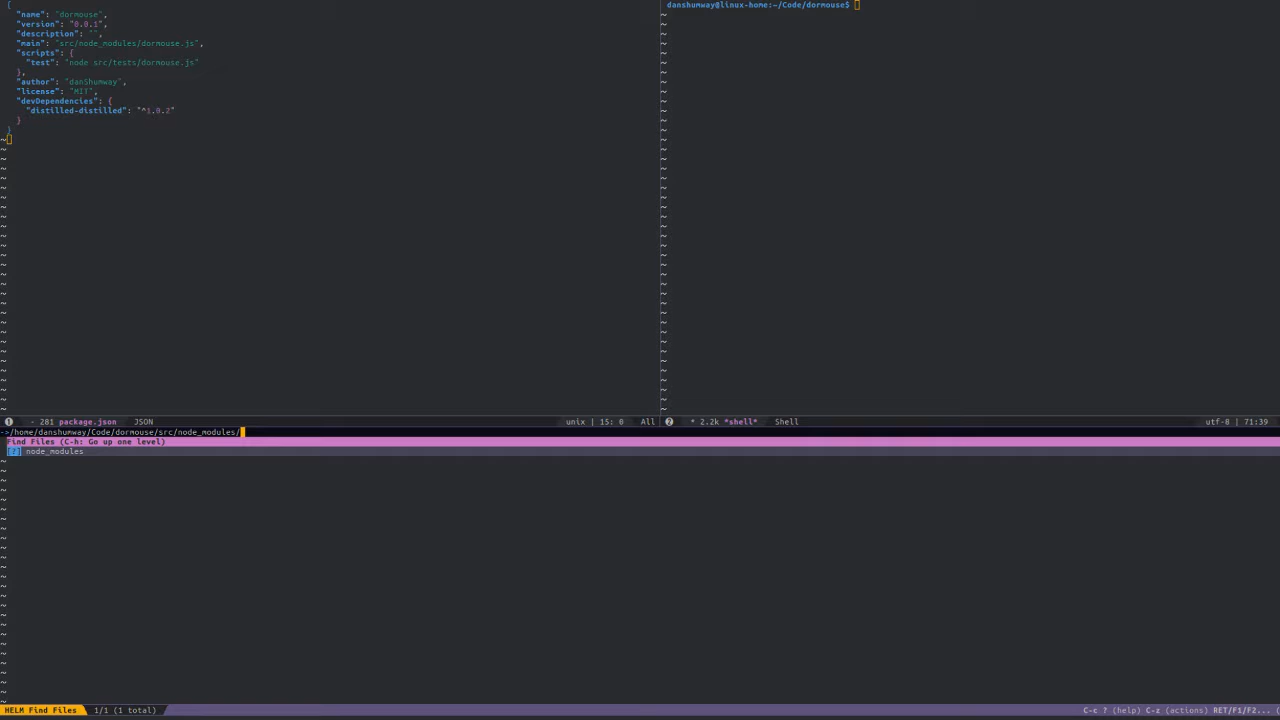 {
"name": "dormouse",
"version": "0.0.1",
"description": "",
"main": "src/node_modules/dormouse.js",
"scripts": {
"test": "node src/tests/dormouse.js"
},
"author": "danShumway",
"license": "MIT",
"devDependencies": {
"distilled-distilled": "^1.0.2"
}
}
danshumway@linux-home:~/Code/dormouse$
1 - 281 package.json JSON unix | 15: 0 All
2 * 2.2k *shell* Shell utf-8 | 71:39
->/home/danshumway/Code/dormouse/src/node_modules/
Find Files (C-h: Go up one level)
[?] node_modules
HELM Find Files 1/1 (1 total) C-c ? (help) C-z (actions) RET/F1/F2... (